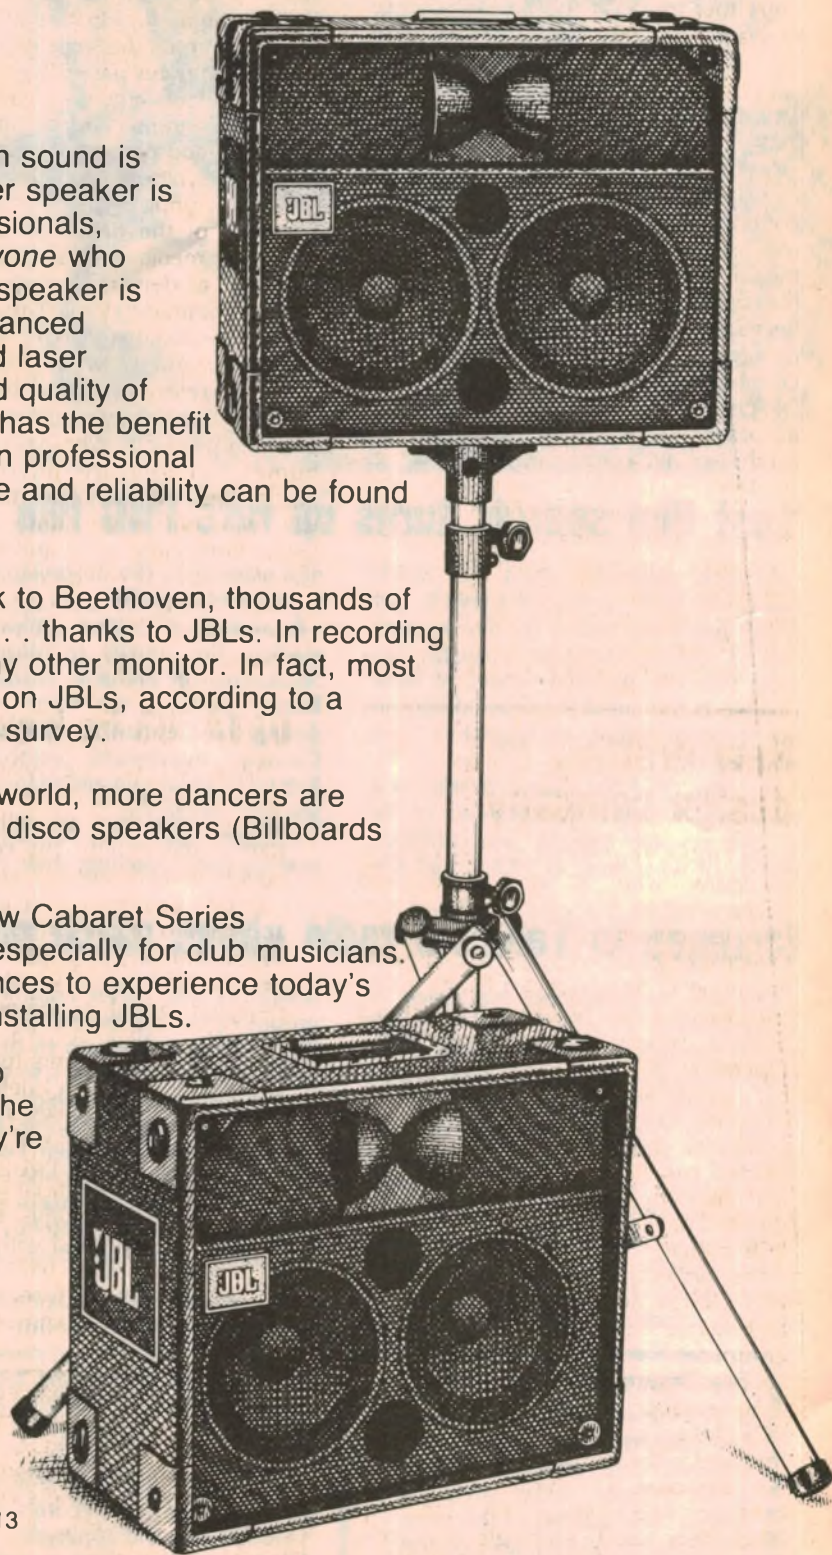 n sound is
er speaker is
sionals,
yone who
speaker is
anced
d laser
d quality of
has the benefit
n professional
e and reliability can be found
k to Beethoven, thousands of
. . thanks to JBLs. In recording
ny other monitor. In fact, most
on JBLs, according to a
survey.
world, more dancers are
disco speakers (Billboards
w Cabaret Series
especially for club musicians.
nces to experience today's
nstalling JBLs.
o
he
y're
JBL
JBL
JBL
13